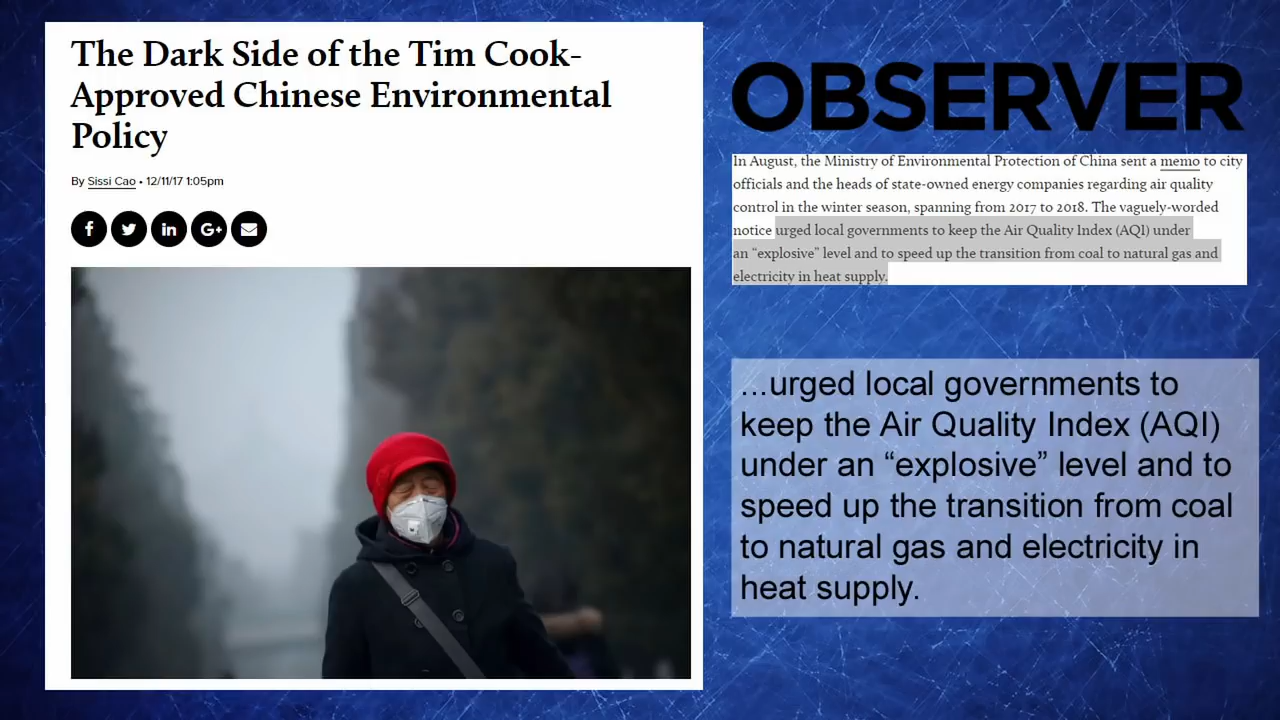 The Dark Side of the Tim Cook-
Approved Chinese Environmental
Policy
By Sissi Cao • 12/11/17 1:05pm
f
in
G+
OBSERVER
In August, the Ministry of Environmental Protection of China sent a memo to city
officials and the heads of state-owned energy companies regarding air quality
control in the winter season, spanning from 2017 to 2018. The vaguely-worded
notice urged local governments to keep the Air Quality Index (AQI) under
an “explosive” level and to speed up the transition from coal to natural gas and
electricity in heat supply.
...urged local governments to
keep the Air Quality Index (AQI)
under an “explosive” level and to
speed up the transition from coal
to natural gas and electricity in
heat supply.